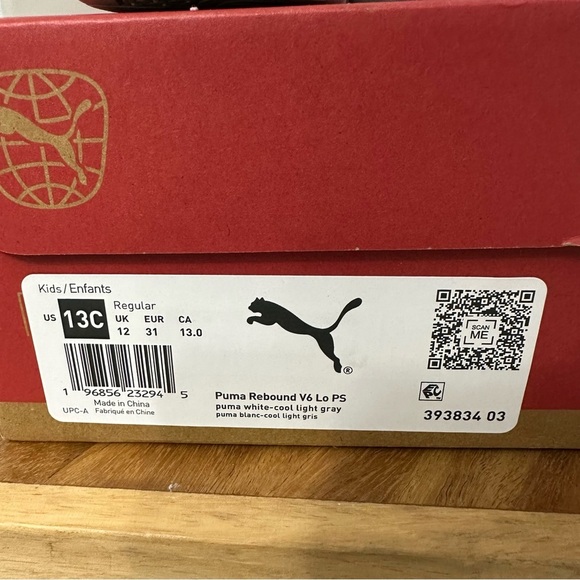 Kids/Enfants
US 13C Regular
UK EUR CA
12 31 13.0
1 96856 23294 5
Made in China
UPC-A Fabriqué en Chine
®
Puma Rebound V6 Lo PS
puma white-cool light gray
puma blanc-cool light gris
SCAN
ME
393834 03